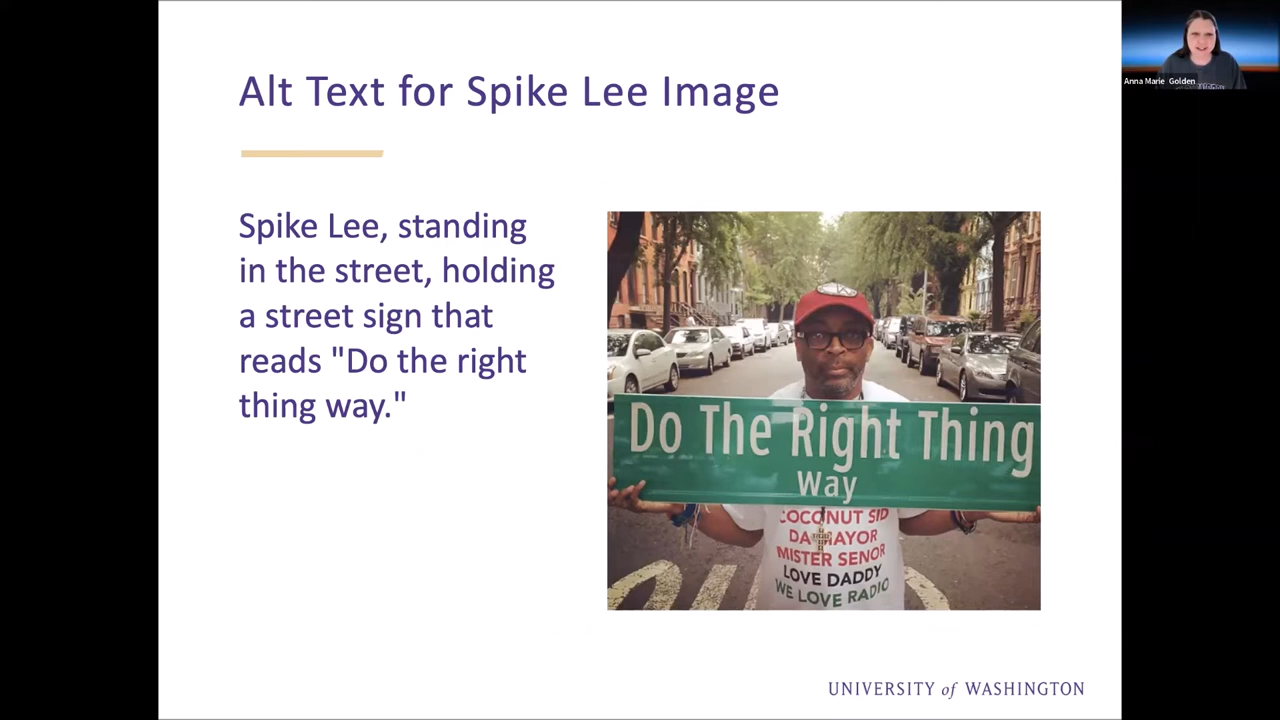 Alt Text for Spike Lee Image
Anna Marie Golden
Spike Lee, standing
in the street, holding
a street sign that
reads "Do the right
thing way."
Do The Right Thing
way
COCONUT SID
DA MAYOR
MISTER SENOR
LOVE DADDY
WE LOVE RADIO
UNIVERSITY of WASHINGTON